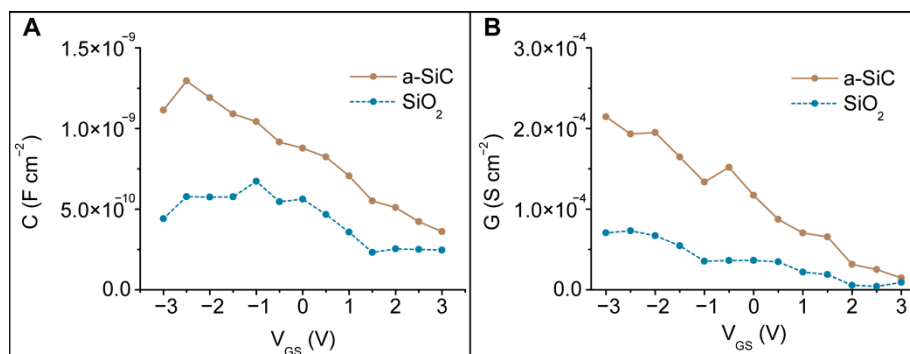 A
1.5×10⁻⁹
1.0×10⁻⁹
5.0×10⁻¹⁰
0.0
C (F cm⁻²)
a-SiC
SiO₂
−3 −2 −1 0 1 2 3
V_GS (V)
B
3.0×10⁻⁴
2.0×10⁻⁴
1.0×10⁻⁴
0.0
G (S cm⁻²)
a-SiC
SiO₂
−3 −2 −1 0 1 2 3
V_GS (V)